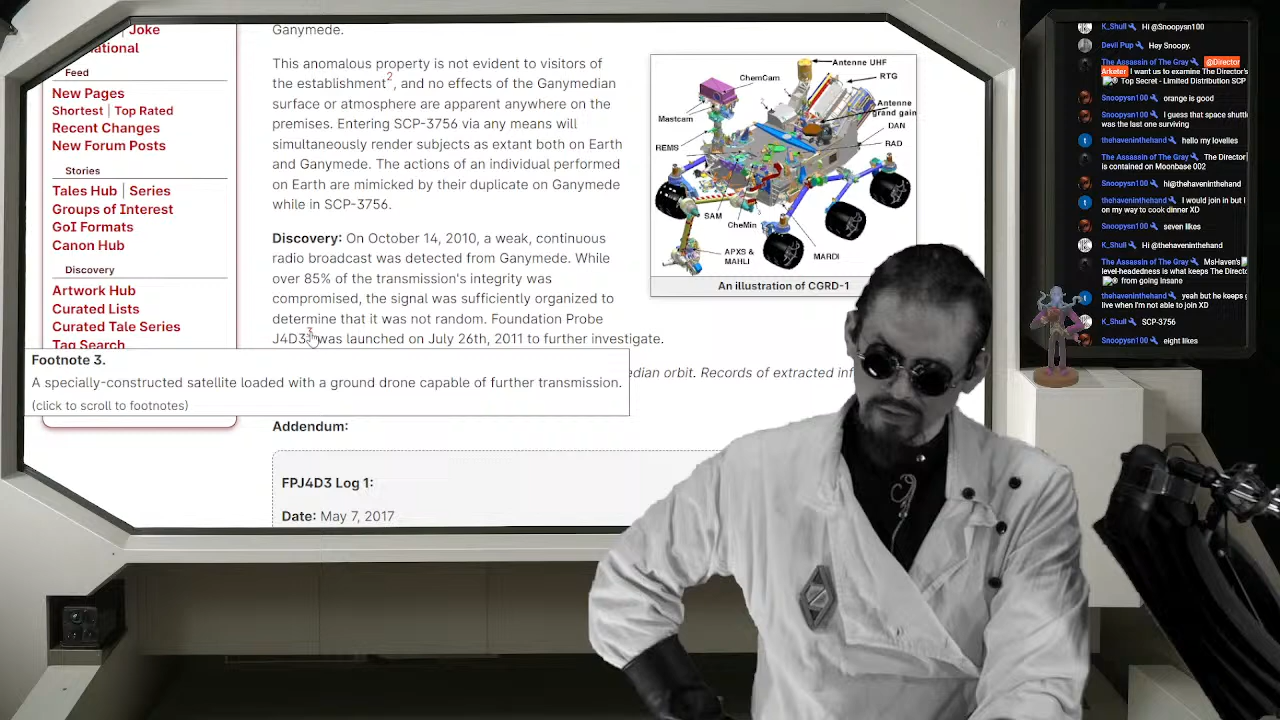 | Joke
national
Feed
New Pages
Shortest | Top Rated
Recent Changes
New Forum Posts
Stories
Tales Hub | Series
Groups of Interest
GoI Formats
Canon Hub
Discovery
Artwork Hub
Curated Lists
Curated Tale Series
Tag Search
Ganymede.
This anomalous property is not evident to visitors of
the establishment2, and no effects of the Ganymedian
surface or atmosphere are apparent anywhere on the
premises. Entering SCP-3756 via any means will
simultaneously render subjects as extant both on Earth
and Ganymede. The actions of an individual performed
on Earth are mimicked by their duplicate on Ganymede
while in SCP-3756.
Discovery: On October 14, 2010, a weak, continuous
radio broadcast was detected from Ganymede. While
over 85% of the transmission's integrity was
compromised, the signal was sufficiently organized to
determine that it was not random. Foundation Probe
J4D33 was launched on July 26th, 2011 to further investigate.
Footnote 3.
A specially-constructed satellite loaded with a ground drone capable of further transmission.
(click to scroll to footnotes)
edian orbit. Records of extracted inf
Addendum:
FPJ4D3 Log 1:
Date: May 7, 2017
Antenne UHF
RTG
ChemCam
Mastcam
Antenne
grand gain
DAN
REMS
RAD
SAM
CheMin
APXS &
MAHLI
MARDI
An illustration of CGRD-1
K_Shull Hi @Snoopysn100
Devil Pup Hey Snoopy.
The Assassin of The Gray @Director
Arketer I want us to examine The Director's
Top Secret - Limited Distribution SCP
Snoopysn100 orange is good
Snoopysn100 I guess that space shuttl
was the last one surviving
thehaveninthehand hello my lovelies
The Assassin of The Gray The Director
is contained on Moonbase 002
Snoopysn100 hi@thehaveninthehand
thehaveninthehand I would join in but I
on my way to cook dinner XD
Snoopysn100 seven likes
K_Shull Hi @thehaveninthehand
The Assassin of The Gray MsHaven's
level-headedness is what keeps The Directo
from going insane
thehaveninthehand yeah but he keeps g
live when I'm not able to join XD
K_Shull SCP-3756
Snoopysn100 eight likes